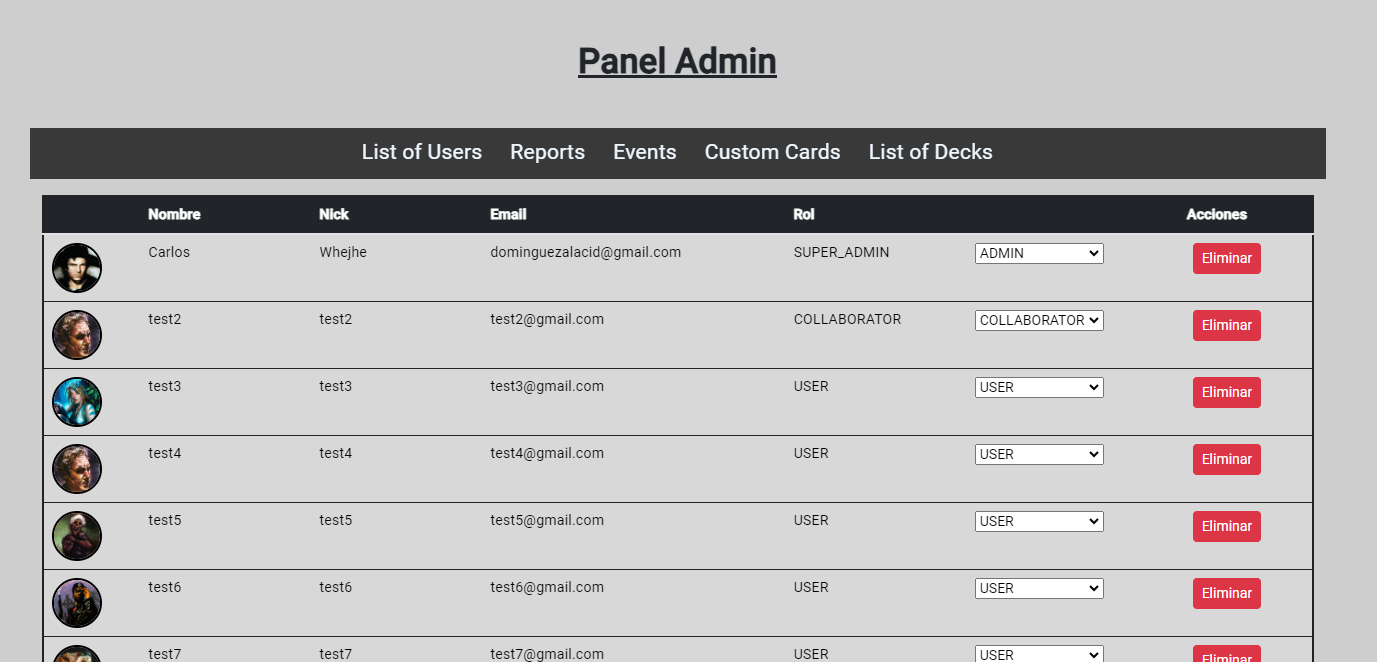 Panel Admin
List of Users Reports Events Custom Cards List of Decks
Nombre Nick Email Rol Acciones
Carlos Whejhe dominguezalacid@gmail.com SUPER_ADMIN ADMIN Eliminar
test2 test2 test2@gmail.com COLLABORATOR COLLABORATOR Eliminar
test3 test3 test3@gmail.com USER USER Eliminar
test4 test4 test4@gmail.com USER USER Eliminar
test5 test5 test5@gmail.com USER USER Eliminar
test6 test6 test6@gmail.com USER USER Eliminar
test7 test7 test7@gmail.com USER USER Eliminar